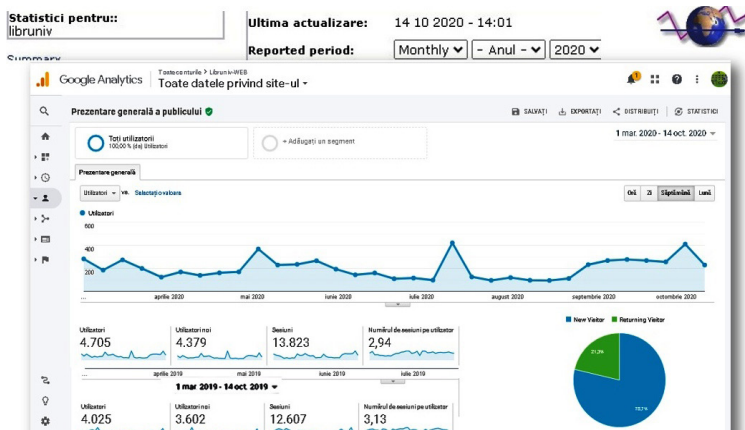 Statistici pentru::
libruniv
Summary
Ultima actualizare: 14 10 2020 - 14:01
Reported period: Monthly - Anul - 2020
Google Analytics
Toate conturile > Libruniv-WEB
Toate datele privind site-ul
Prezentare generală a publicului
SALVAȚI EXPORTAȚI DISTRIBUIȚI STATISTICI
Toți utilizatorii
100,00 % (da) Utilizatori
+ Adăugați un segment
1 mar. 2020 - 14 oct. 2020
Prezentare generală
Utilizatori vs. Selectați o valoare
Oră Zi Săptămână Lună
Utilizatori
600
400
200
... aprilie 2020 mai 2020 iunie 2020 iulie 2020 august 2020 septembrie 2020 octombrie 2020
New Visitor Returning Visitor
Utilizatori Utilizatori noi Sesiuni Numărul de sesiuni pe utilizator
4.705 4.379 13.823 2,94
21,3%
... aprilie 2019 mai 2019 iunie 2019 iulie 2019
1 mar 2019 - 14 oct. 2019
Utilizatori Utilizatori noi Sesiuni Numărul de sesiuni pe utilizator
4.025 3.602 12.607 3,13